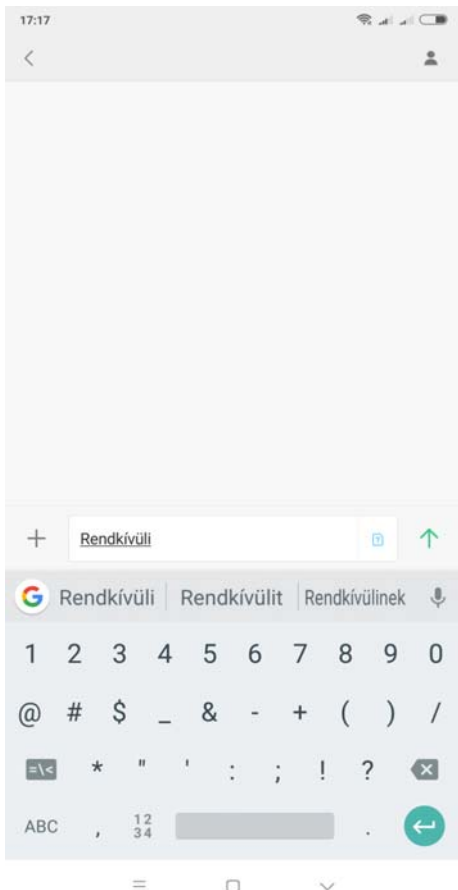 17:17
Rendkívüli
Rendkívüli Rendkívülit Rendkívülinek
1 2 3 4 5 6 7 8 9 0
@ # $ _ & - + ( ) /
=\< * " ' : ; ! ?
ABC , 12 34 .